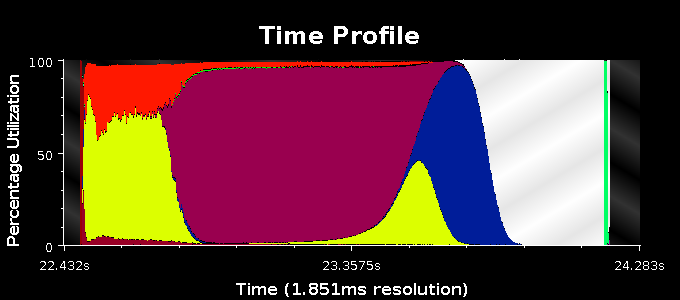 Time Profile
Percentage Utilization
100
50
0
22.432s 23.3575s 24.283s
Time (1.851ms resolution)